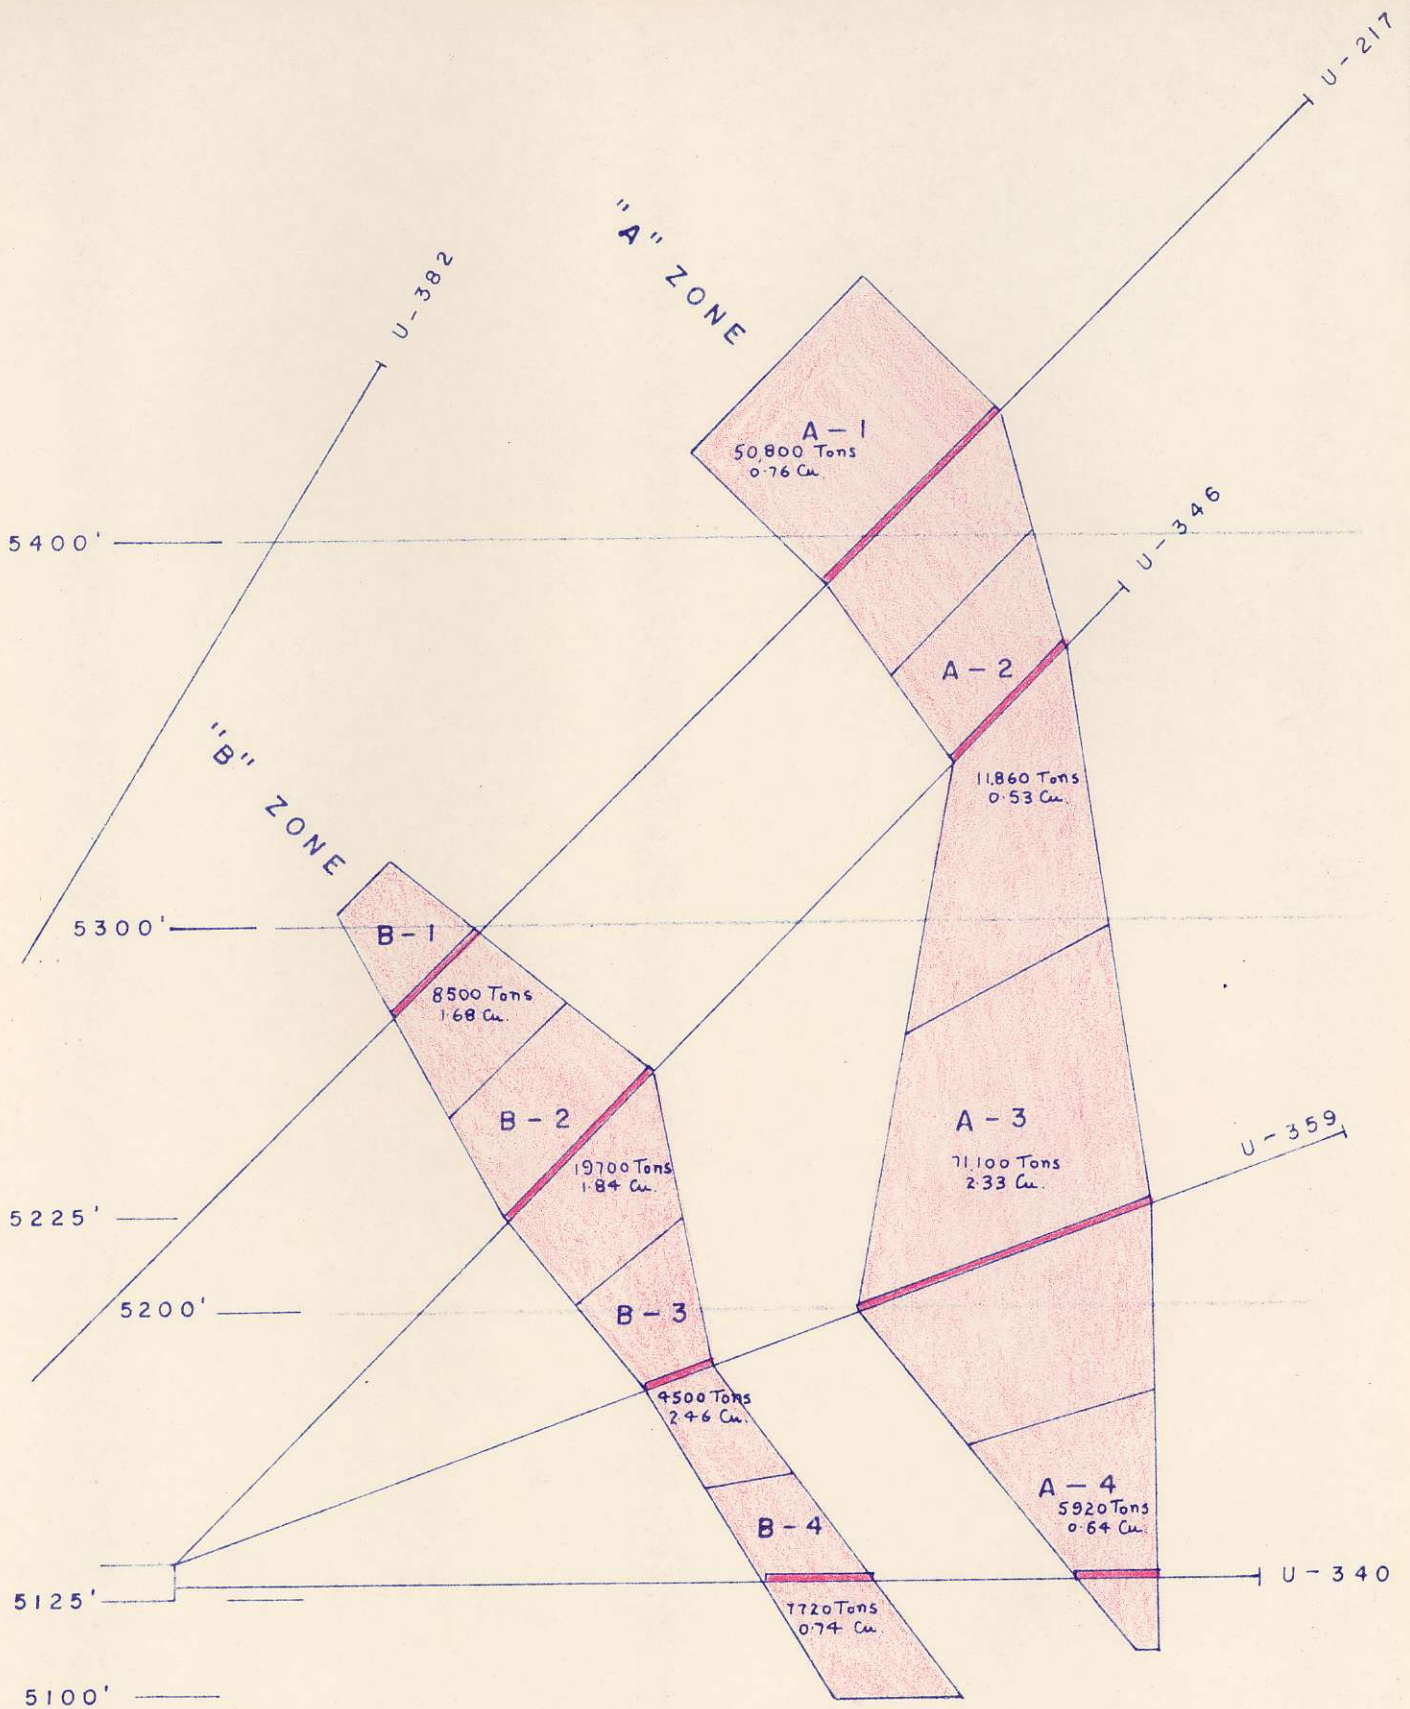 U-217
"A" ZONE
U-382
A-1
50,800 Tons
0.76 Cu.
U-346
5400'
A-2
"B" ZONE
11,860 Tons
0.53 Cu.
5300'
B-1
8500 Tons
1.68 Cu.
B-2
A-3
U-359
19700 Tons
1.84 Cu.
71,100 Tons
2.33 Cu.
5225'
5200'
B-3
4500 Tons
2.46 Cu.
A-4
5920 Tons
0.64 Cu.
B-4
U-340
5125'
7720 Tons
0.74 Cu.
5100'